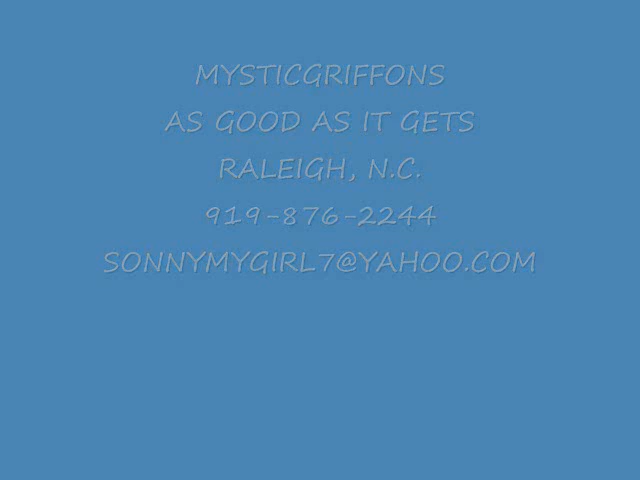 MYSTICGRIFFONS
AS GOOD AS IT GETS
RALEIGH, N.C.
919-876-2244
SONNYMYGIRL7@YAHOO.COM